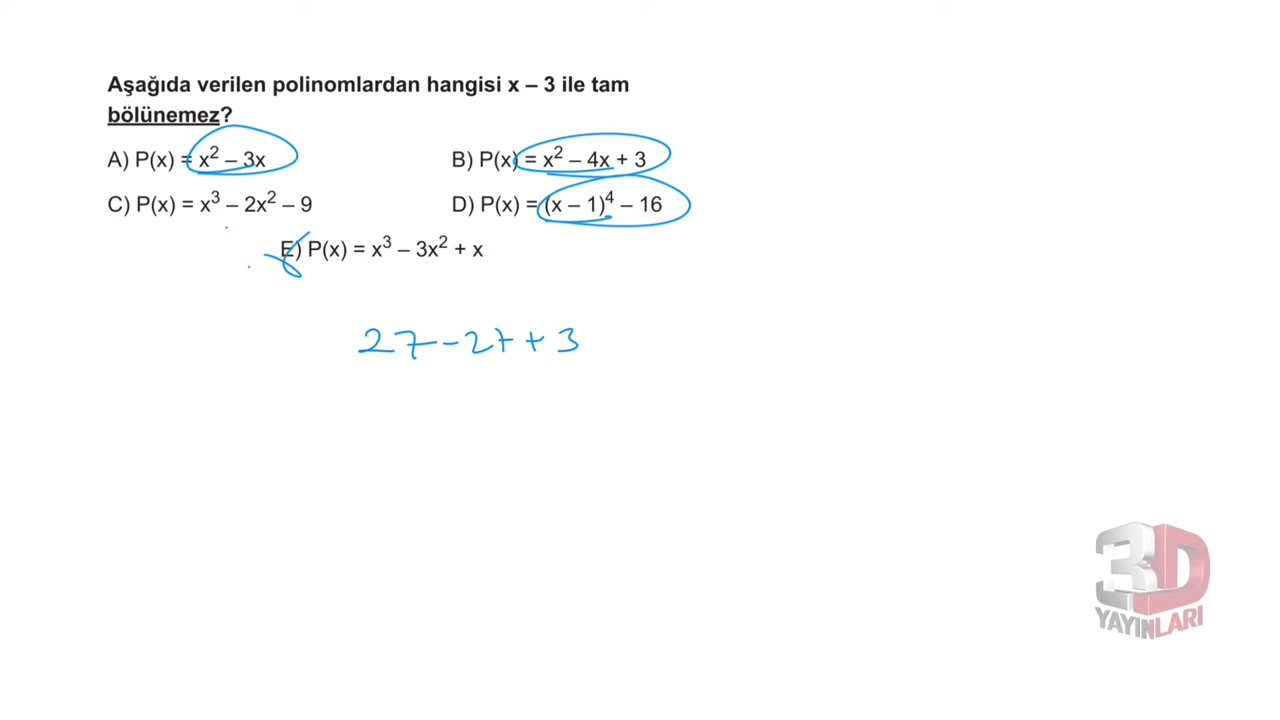 Aşağıda verilen polinomlardan hangisi x – 3 ile tam
bölünemez?
A) P(x) = x² – 3x
B) P(x) = x² – 4x + 3
C) P(x) = x³ – 2x² – 9
D) P(x) = (x – 1)⁴ – 16
E) P(x) = x³ – 3x² + x
27 - 27 + 3
3D
YAYINLARI